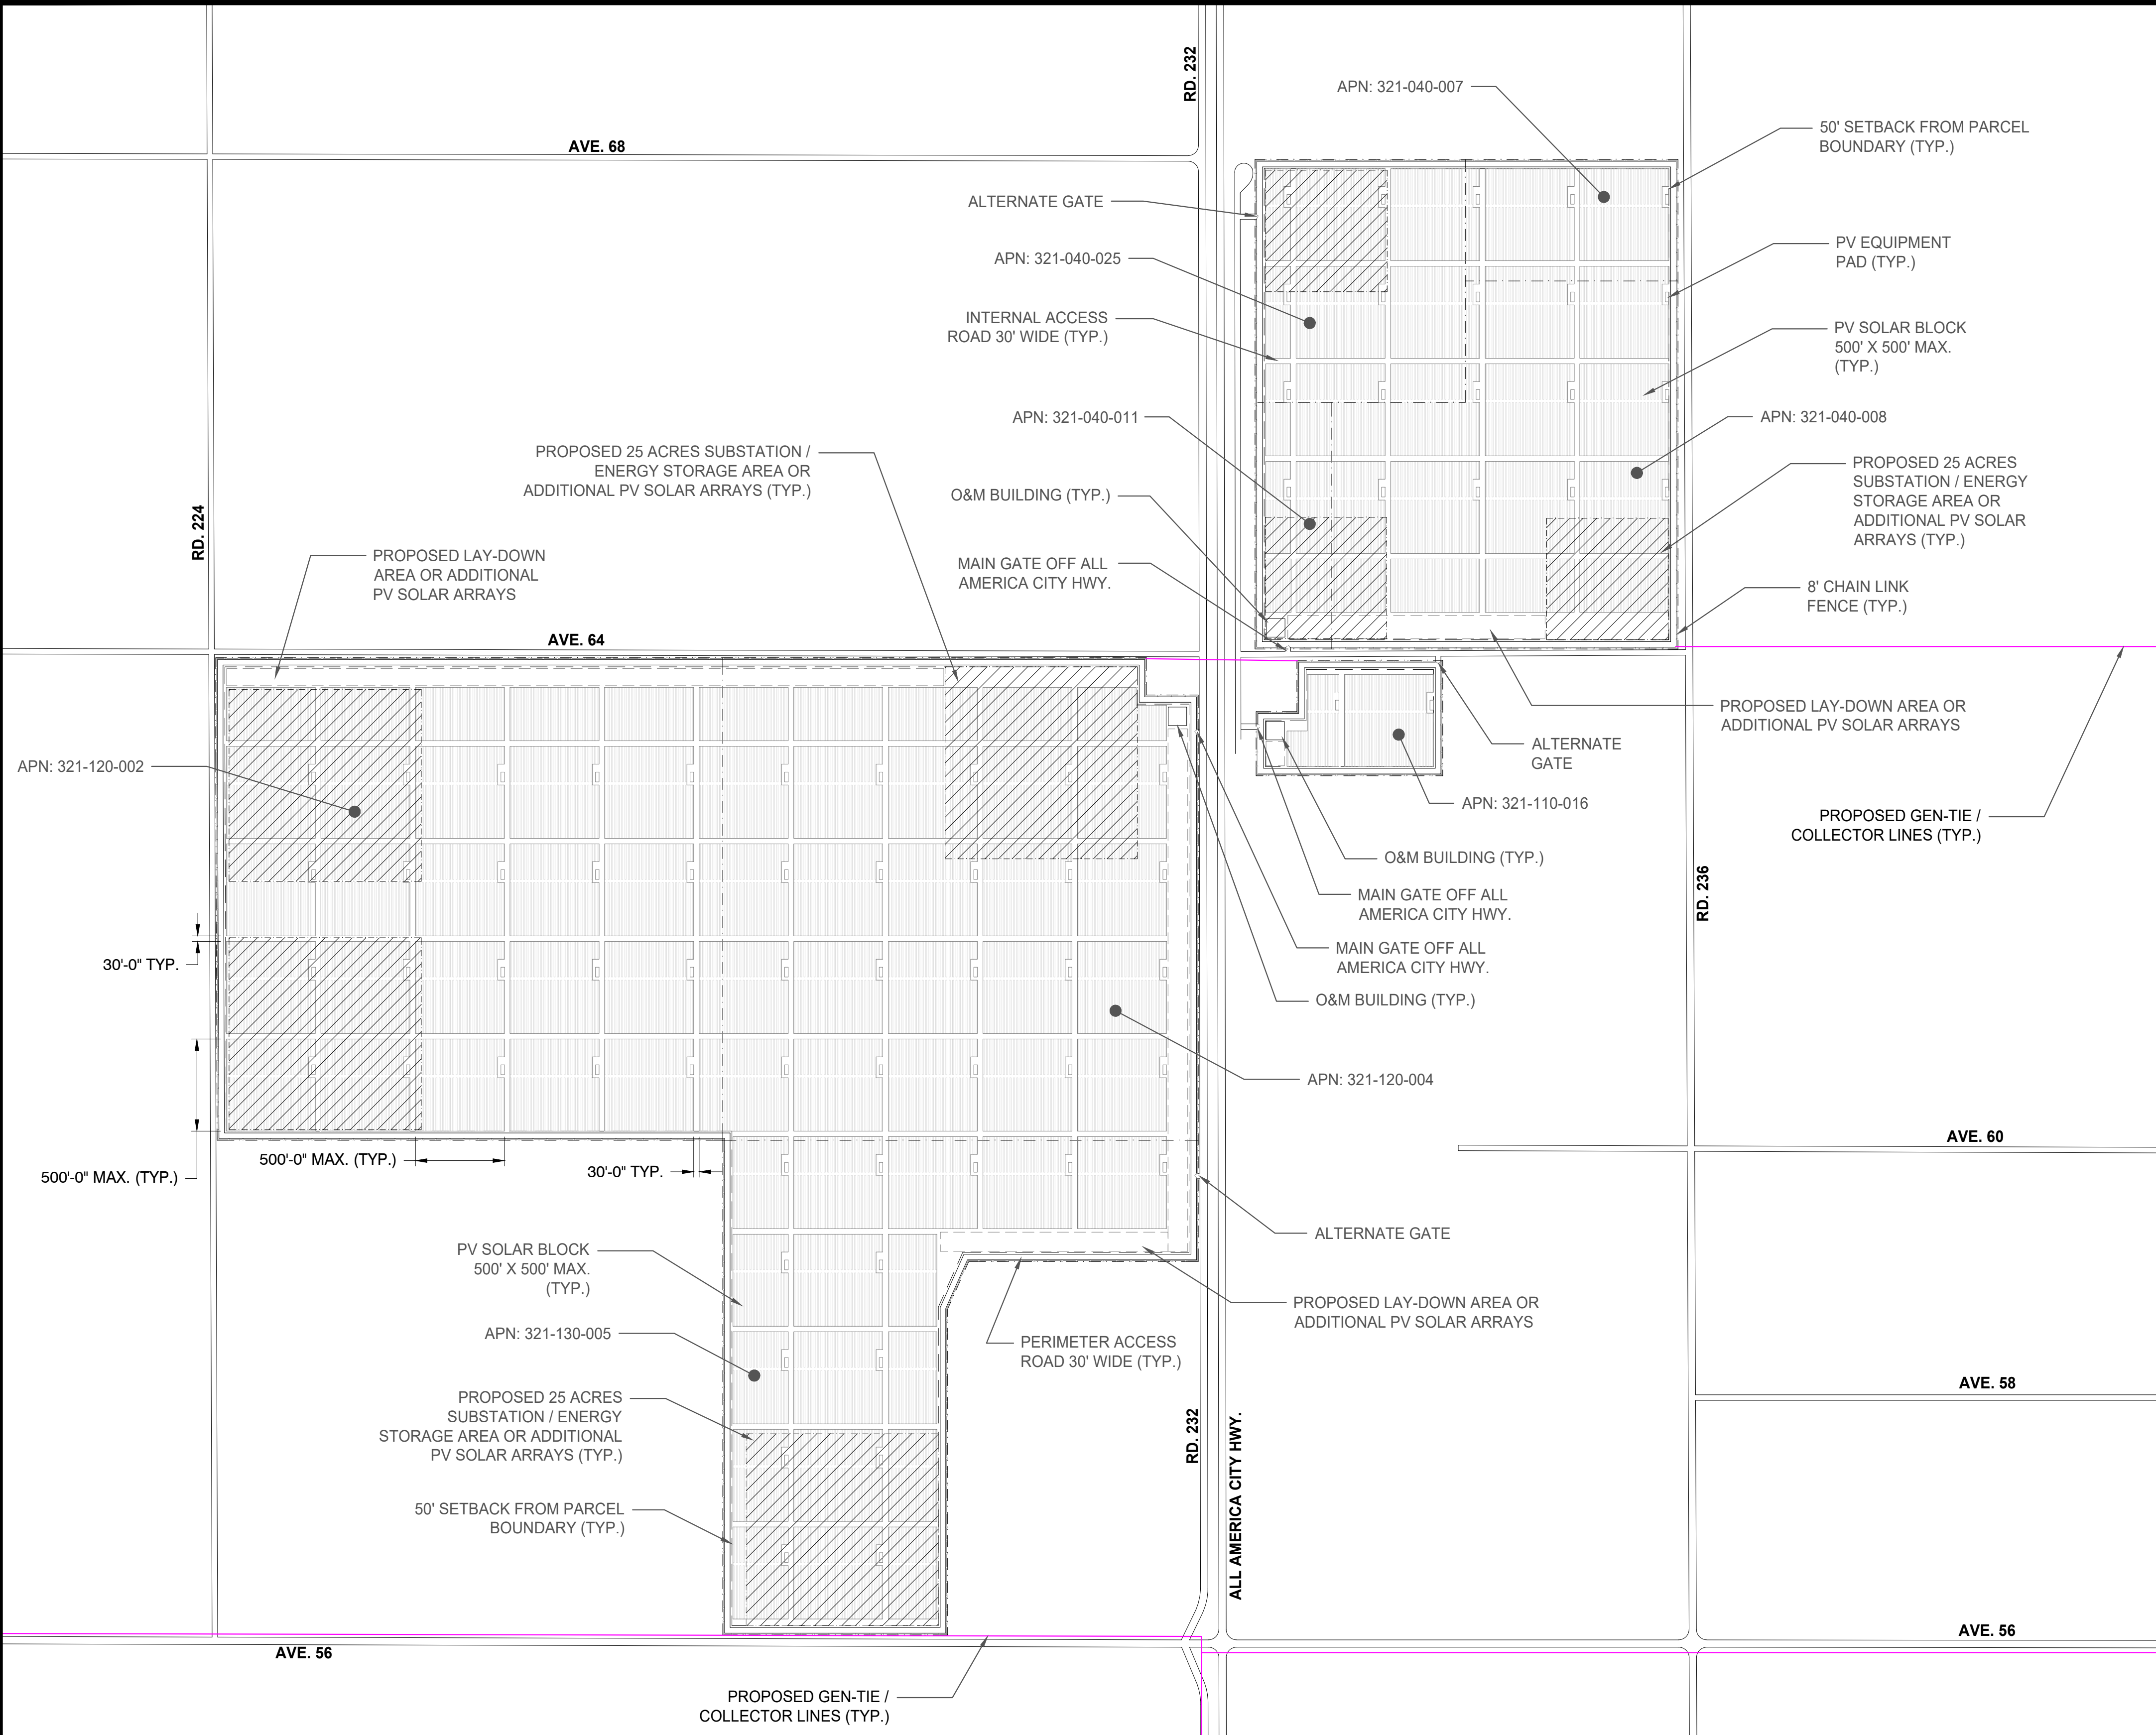 RD. 232
APN: 321-040-007
50' SETBACK FROM PARCEL
BOUNDARY (TYP.)
AVE. 68
ALTERNATE GATE
APN: 321-040-025
PV EQUIPMENT
PAD (TYP.)
INTERNAL ACCESS
ROAD 30' WIDE (TYP.)
PV SOLAR BLOCK
500' X 500' MAX.
(TYP.)
APN: 321-040-011
APN: 321-040-008
PROPOSED 25 ACRES SUBSTATION /
ENERGY STORAGE AREA OR
ADDITIONAL PV SOLAR ARRAYS (TYP.)
PROPOSED 25 ACRES
SUBSTATION / ENERGY
STORAGE AREA OR
ADDITIONAL PV SOLAR
ARRAYS (TYP.)
O&M BUILDING (TYP.)
RD. 224
PROPOSED LAY-DOWN
AREA OR ADDITIONAL
PV SOLAR ARRAYS
MAIN GATE OFF ALL
AMERICA CITY HWY.
8' CHAIN LINK
FENCE (TYP.)
AVE. 64
PROPOSED LAY-DOWN AREA OR
ADDITIONAL PV SOLAR ARRAYS
ALTERNATE
GATE
APN: 321-120-002
APN: 321-110-016
PROPOSED GEN-TIE /
COLLECTOR LINES (TYP.)
O&M BUILDING (TYP.)
RD. 236
MAIN GATE OFF ALL
AMERICA CITY HWY.
MAIN GATE OFF ALL
AMERICA CITY HWY.
30'-0" TYP.
O&M BUILDING (TYP.)
APN: 321-120-004
AVE. 60
500'-0" MAX. (TYP.)
30'-0" TYP.
500'-0" MAX. (TYP.)
ALTERNATE GATE
PV SOLAR BLOCK
500' X 500' MAX.
(TYP.)
PROPOSED LAY-DOWN AREA OR
ADDITIONAL PV SOLAR ARRAYS
APN: 321-130-005
PERIMETER ACCESS
ROAD 30' WIDE (TYP.)
AVE. 58
PROPOSED 25 ACRES
SUBSTATION / ENERGY
STORAGE AREA OR ADDITIONAL
PV SOLAR ARRAYS (TYP.)
RD. 232
ALL AMERICA CITY HWY.
50' SETBACK FROM PARCEL
BOUNDARY (TYP.)
AVE. 56
AVE. 56
PROPOSED GEN-TIE /
COLLECTOR LINES (TYP.)